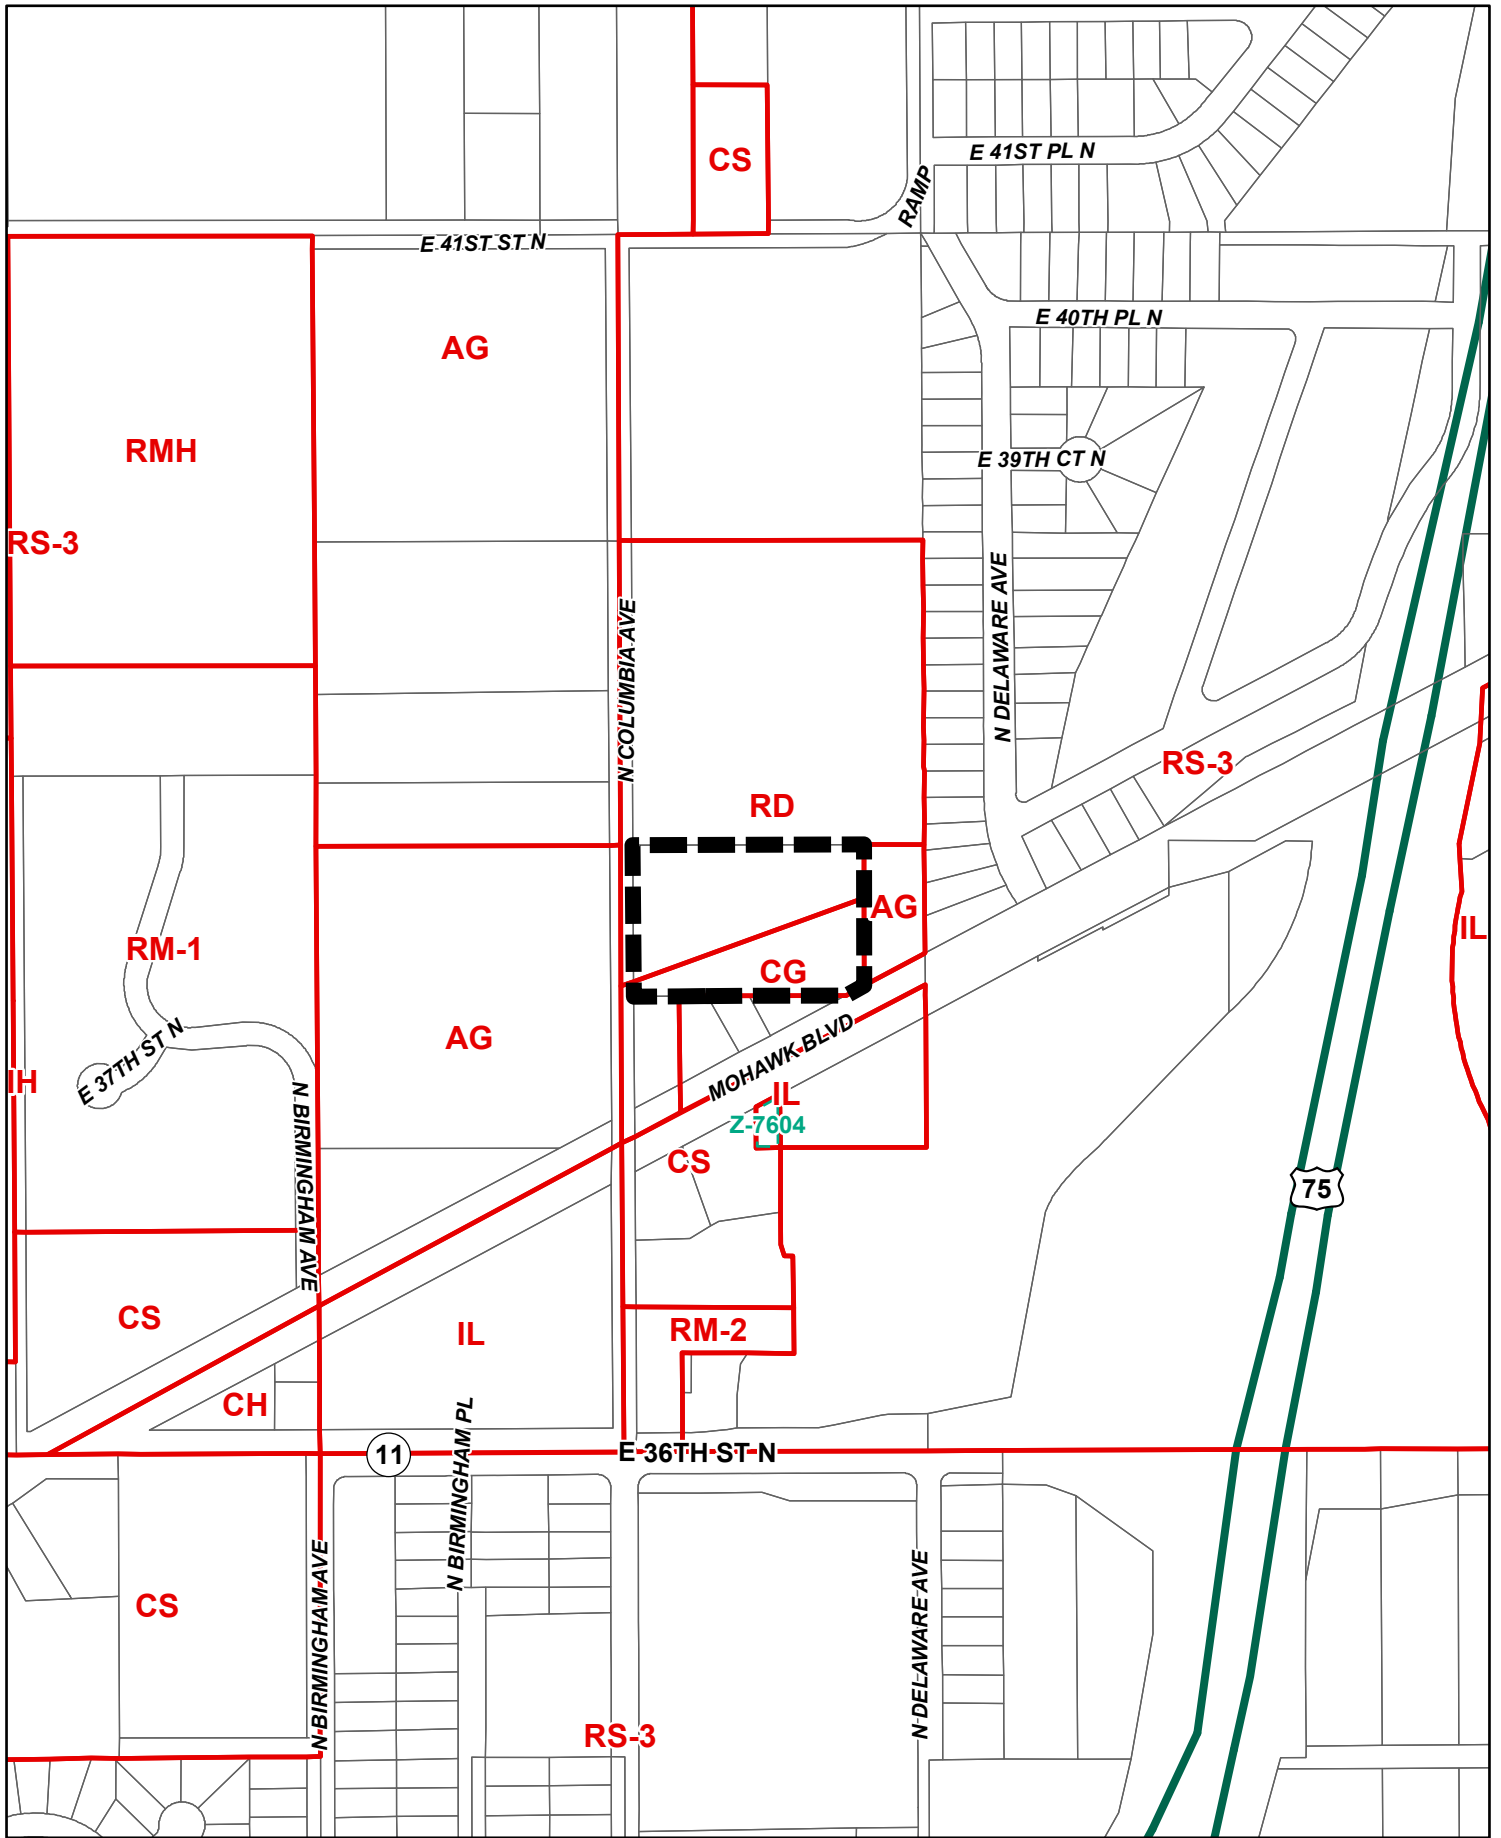 CS
E 41ST PL N
RAMP
E 41ST ST N
E 40TH PL N
AG
RMH
E 39TH CT N
RS-3
N COLUMBIA AVE
N DELAWARE AVE
RS-3
RD
AG
IL
RM-1
CG
E 37TH ST N
AG
MOHAWK BLVD
IH
IL
Z-7604
N BIRMINGHAM AVE
CS
75
CS
RM-2
IL
CH
N BIRMINGHAM PL
11
E 36TH ST N
N BIRMINGHAM AVE
N DELAWARE AVE
CS
RS-3